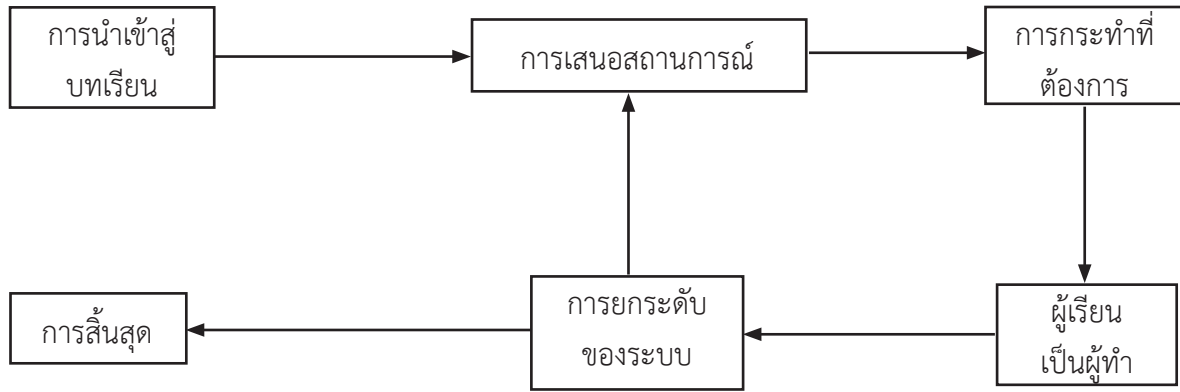 การนำเข้าสู่
บทเรียน
การเสนอสถานการณ์
การกระทำที่
ต้องการ
ผู้เรียน
เป็นผู้ทำ
การยกระดับ
ของระบบ
การสิ้นสุด